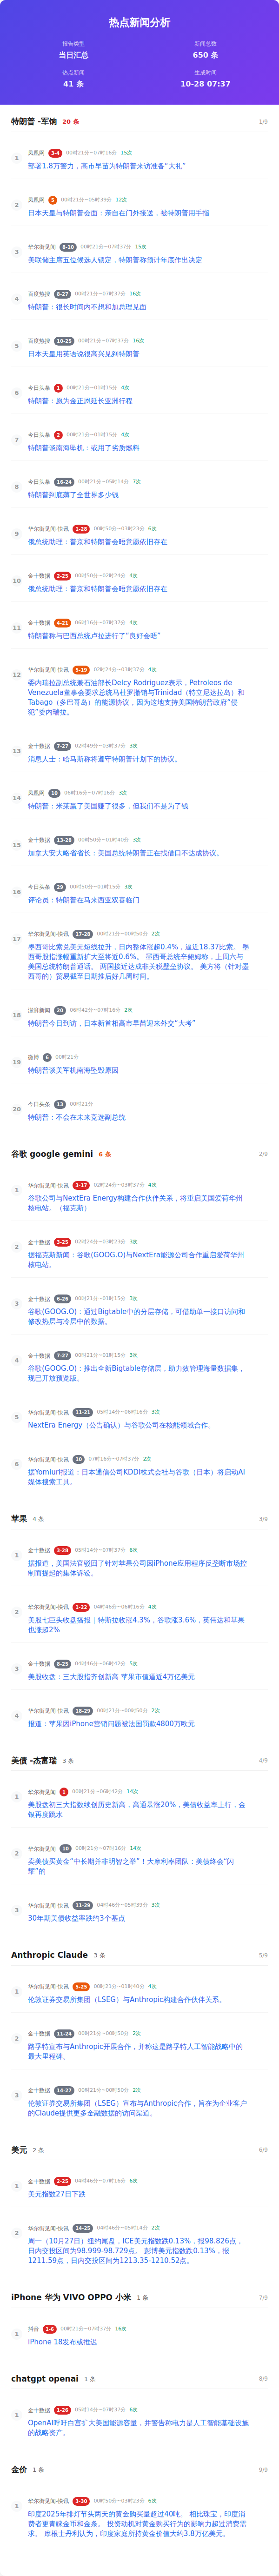 热点新闻分析
报告类型
新闻总数
当日汇总
650 条
热点新闻
生成时间
41 条
10-28 07:37
特朗普 -军饷 20 条 1/9
1
凤凰网 3-4 00时21分~07时16分 15次
部署1.8万警力，高市早苗为特朗普来访准备“大礼”
2
凤凰网 5 00时21分~05时39分 12次
日本天皇与特朗普会面：亲自在门外接送，被特朗普用手指
3
华尔街见闻 8-10 00时21分~07时37分 15次
美联储主席五位候选人锁定，特朗普称预计年底作出决定
4
百度热搜 8-27 00时21分~07时37分 16次
特朗普：很长时间内不想和加总理见面
5
百度热搜 10-25 00时21分~07时37分 16次
日本天皇用英语说很高兴见到特朗普
6
今日头条 1 00时21分~01时15分 4次
特朗普：愿为金正恩延长亚洲行程
7
今日头条 2 00时21分~01时15分 4次
特朗普谈南海坠机：或用了劣质燃料
8
今日头条 16-24 00时21分~05时14分 7次
特朗普到底薅了全世界多少钱
9
华尔街见闻-快讯 1-28 00时50分~03时23分 6次
俄总统助理：普京和特朗普会晤意愿依旧存在
10
金十数据 2-25 00时50分~02时24分 4次
俄总统助理：普京和特朗普会晤意愿依旧存在
11
金十数据 4-21 06时16分~07时37分 4次
特朗普称与巴西总统卢拉进行了“良好会晤”
12
华尔街见闻-快讯 5-19 02时24分~03时37分 4次
委内瑞拉副总统兼石油部长Delcy Rodriguez表示，Petroleos de
Venezuela董事会要求总统马杜罗撤销与Trinidad（特立尼达拉岛）和
Tabago（多巴哥岛）的能源协议，因为这地方支持美国特朗普政府“侵
犯”委内瑞拉。
13
金十数据 7-27 02时49分~03时37分 3次
消息人士：哈马斯称将遵守特朗普计划下的协议。
14
凤凰网 10 06时16分~07时16分 3次
特朗普：米莱赢了美国赚了很多，但我们不是为了钱
15
金十数据 13-28 00时50分~01时40分 3次
加拿大安大略省省长：美国总统特朗普正在找借口不达成协议。
16
今日头条 29 00时50分~01时15分 3次
评论员：特朗普在马来西亚双喜临门
17
华尔街见闻-快讯 17-28 00时21分~00时50分 2次
墨西哥比索兑美元短线拉升，日内整体涨超0.4%，逼近18.37比索。 墨
西哥股指涨幅重新扩大至将近0.6%。 墨西哥总统辛鲍姆称，上周六与
美国总统特朗普通话。 两国接近达成非关税壁垒协议。 美方将（针对墨
西哥的）贸易截至日期推后好几周时间。
18
澎湃新闻 20 06时42分~07时16分 2次
特朗普今日到访，日本新首相高市早苗迎来外交“大考”
19
微博 6 00时21分
特朗普谈美军机南海坠毁原因
20
今日头条 13 00时21分
特朗普：不会在未来竞选副总统
谷歌 google gemini 6 条 2/9
1
华尔街见闻-快讯 3-17 02时24分~03时37分 4次
谷歌公司与NextEra Energy构建合作伙伴关系，将重启美国爱荷华州
核电站。（福克斯）
2
金十数据 3-25 02时24分~03时23分 3次
据福克斯新闻：谷歌(GOOG.O)与NextEra能源公司合作重启爱荷华州
核电站。
3
金十数据 6-26 00时21分~01时15分 3次
谷歌(GOOG.O)：通过Bigtable中的分层存储，可借助单一接口访问和
修改热层与冷层中的数据。
4
金十数据 7-27 00时21分~01时15分 3次
谷歌(GOOG.O)：推出全新Bigtable存储层，助力高效管理海量数据集，
现已开放预览版。
5
华尔街见闻-快讯 11-21 05时14分~06时16分 3次
NextEra Energy（公告确认）与谷歌公司在核能领域合作。
6
华尔街见闻-快讯 10 07时16分~07时37分 2次
据Yomiuri报道：日本通信公司KDDI株式会社与谷歌（日本）将启动AI
媒体搜索工具。
苹果 4 条 3/9
1
金十数据 3-28 05时14分~07时37分 6次
据报道，美国法官驳回了针对苹果公司因iPhone应用程序反垄断市场控
制而提起的集体诉讼。
2
华尔街见闻-快讯 1-22 04时46分~06时16分 4次
美股七巨头收盘播报｜特斯拉收涨4.3%，谷歌涨3.6%，英伟达和苹果
也涨超2%
3
金十数据 8-25 04时46分~06时42分 5次
美股收盘：三大股指齐创新高 苹果市值逼近4万亿美元
4
华尔街见闻-快讯 18-29 00时21分~00时50分 2次
报道：苹果因iPhone营销问题被法国罚款4800万欧元
美债 -杰富瑞 3 条 4/9
1
华尔街见闻 1 00时21分~06时42分 14次
美股盘初三大指数续创历史新高，高通暴涨20%，美债收益率上行，金
银再度跳水
2
华尔街见闻 10 00时21分~07时16分 14次
卖美债买黄金“中长期并非明智之举”！大摩利率团队：美债终会“闪
耀”的
3
华尔街见闻-快讯 11-29 04时46分~05时39分 3次
30年期美债收益率跌约3个基点
Anthropic Claude 3 条 5/9
1
华尔街见闻-快讯 5-25 00时21分~01时40分 4次
伦敦证券交易所集团（LSEG）与Anthropic构建合作伙伴关系。
2
金十数据 11-24 00时21分~00时50分 2次
路孚特宣布与Anthropic开展合作，并称这是路孚特人工智能战略中的
最大里程碑。
3
金十数据 14-27 00时21分~00时50分 2次
伦敦证券交易所集团（LSEG）宣布与Anthropic合作，旨在为企业客户
的Claude提供更多金融数据的访问渠道。
美元 2 条 6/9
1
金十数据 2-25 04时46分~07时16分 6次
美元指数27日下跌
2
华尔街见闻-快讯 14-25 04时46分~05时14分 2次
周一（10月27日）纽约尾盘，ICE美元指数跌0.13%，报98.826点，
日内交投区间为98.999-98.729点。 彭博美元指数跌0.13%，报
1211.59点，日内交投区间为1213.35-1210.52点。
iPhone 华为 VIVO OPPO 小米 1 条 7/9
1
抖音 1-6 00时21分~07时37分 16次
iPhone 18发布或推迟
chatgpt openai 1 条 8/9
1
金十数据 1-26 05时14分~07时37分 6次
OpenAI呼吁白宫扩大美国能源容量，并警告称电力是人工智能基础设施
的战略资产。
金价 1 条 9/9
1
华尔街见闻-快讯 3-30 00时50分~03时23分 6次
印度2025年排灯节头两天的黄金购买量超过40吨。 相比珠宝，印度消
费者更青睐金币和金条。 投资动机对黄金购买行为的影响力超过消费需
求。 摩根士丹利认为，印度家庭所持黄金价值大约3.8万亿美元。